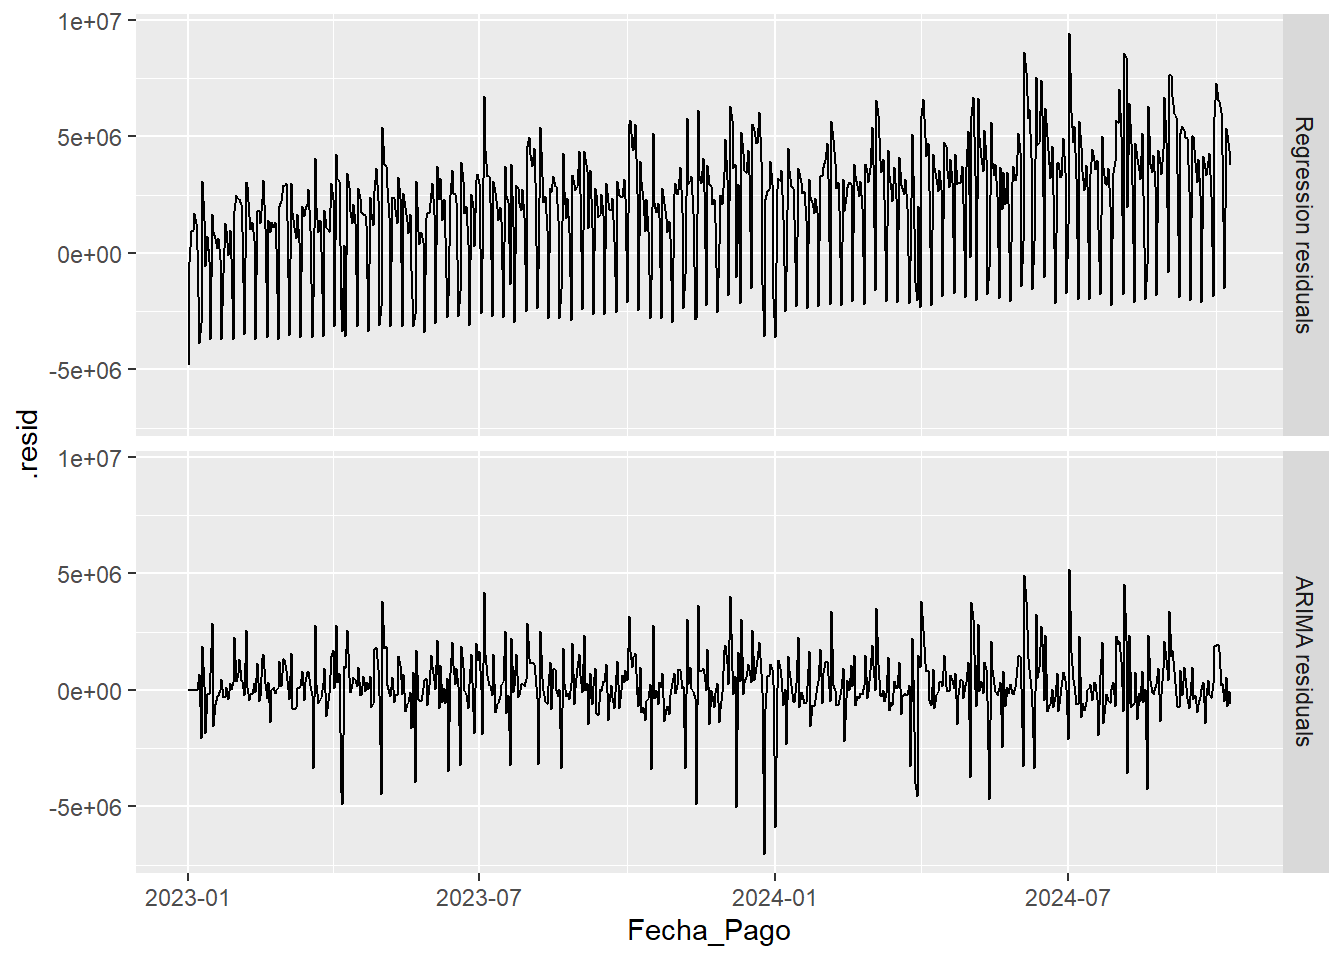 1e+07
5e+06
0e+00
-5e+06
Regression residuals
1e+07
5e+06
0e+00
-5e+06
ARIMA residuals
.resid
2023-01
2023-07
2024-01
2024-07
Fecha_Pago